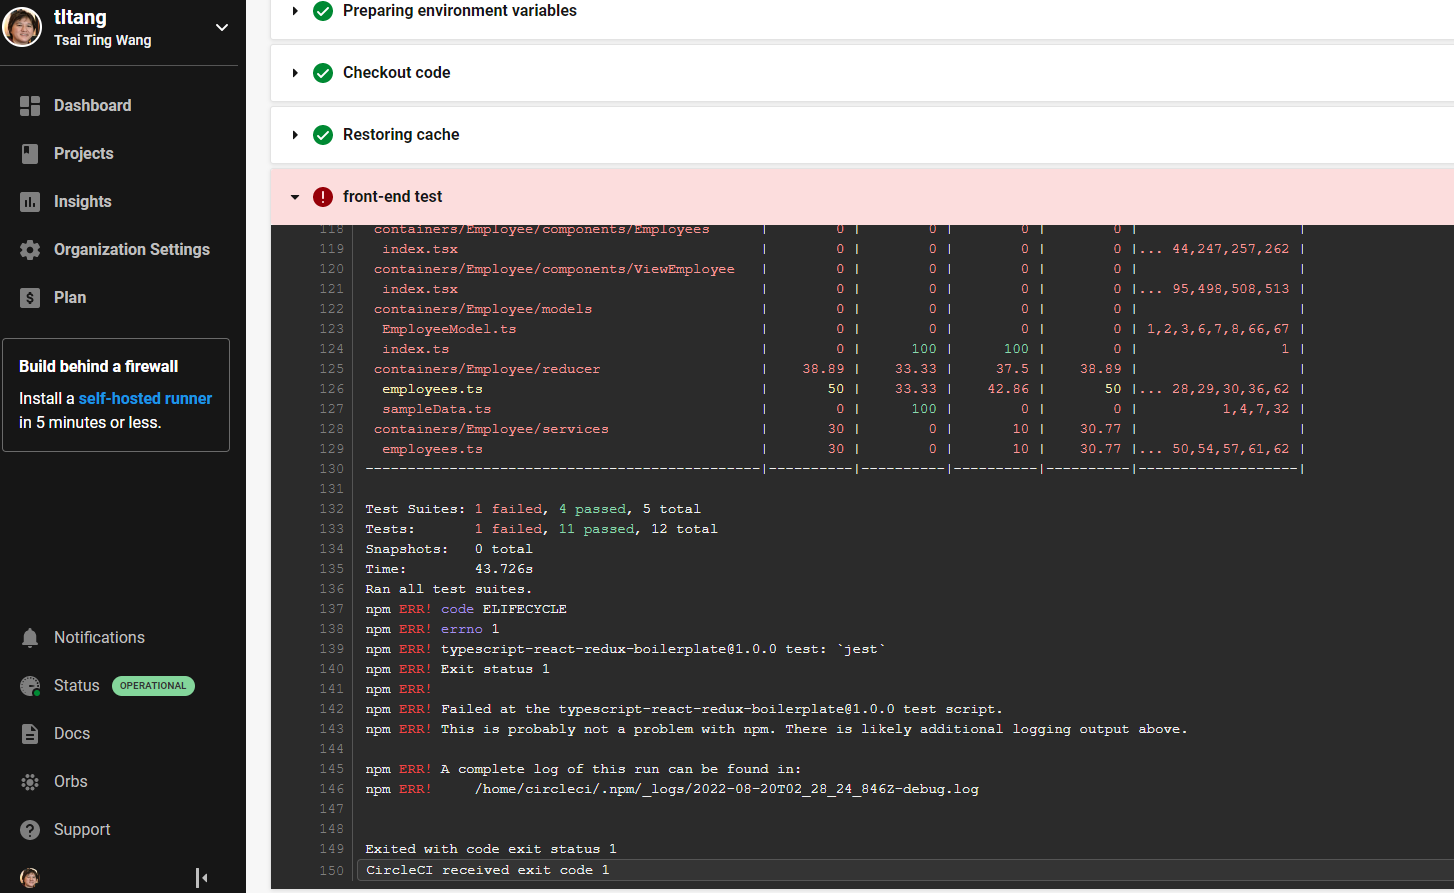 tltang
Tsai Ting Wang
Dashboard
Projects
Insights
Organization Settings
Plan
Build behind a firewall
Install a self-hosted runner
in 5 minutes or less.
Notifications
Status OPERATIONAL
Docs
Orbs
Support
Preparing environment variables
Checkout code
Restoring cache
front-end test
118 containers/Employee/components/Employees | 0 | 0 | 0 | 0 | |
119 index.tsx | 0 | 0 | 0 | 0 |... 44,247,257,262 |
120 containers/Employee/components/ViewEmployee | 0 | 0 | 0 | 0 | |
121 index.tsx | 0 | 0 | 0 | 0 |... 95,498,508,513 |
122 containers/Employee/models | 0 | 0 | 0 | 0 | |
123 EmployeeModel.ts | 0 | 0 | 0 | 0 | 1,2,3,6,7,8,66,67 |
124 index.ts | 0 | 100 | 100 | 0 | 1 |
125 containers/Employee/reducer | 38.89 | 33.33 | 37.5 | 38.89 | |
126 employees.ts | 50 | 33.33 | 42.86 | 50 |... 28,29,30,36,62 |
127 sampleData.ts | 0 | 100 | 0 | 0 | 1,4,7,32 |
128 containers/Employee/services | 30 | 0 | 10 | 30.77 | |
129 employees.ts | 30 | 0 | 10 | 30.77 |... 50,54,57,61,62 |
130 -----------------------------------------------|----------|----------|----------|----------|-------------------|
131
132 Test Suites: 1 failed, 4 passed, 5 total
133 Tests: 1 failed, 11 passed, 12 total
134 Snapshots: 0 total
135 Time: 43.726s
136 Ran all test suites.
137 npm ERR! code ELIFECYCLE
138 npm ERR! errno 1
139 npm ERR! typescript-react-redux-boilerplate@1.0.0 test: `jest`
140 npm ERR! Exit status 1
141 npm ERR!
142 npm ERR! Failed at the typescript-react-redux-boilerplate@1.0.0 test script.
143 npm ERR! This is probably not a problem with npm. There is likely additional logging output above.
144
145 npm ERR! A complete log of this run can be found in:
146 npm ERR! /home/circleci/.npm/_logs/2022-08-20T02_28_24_846Z-debug.log
147
148
149 Exited with code exit status 1
150 CircleCI received exit code 1